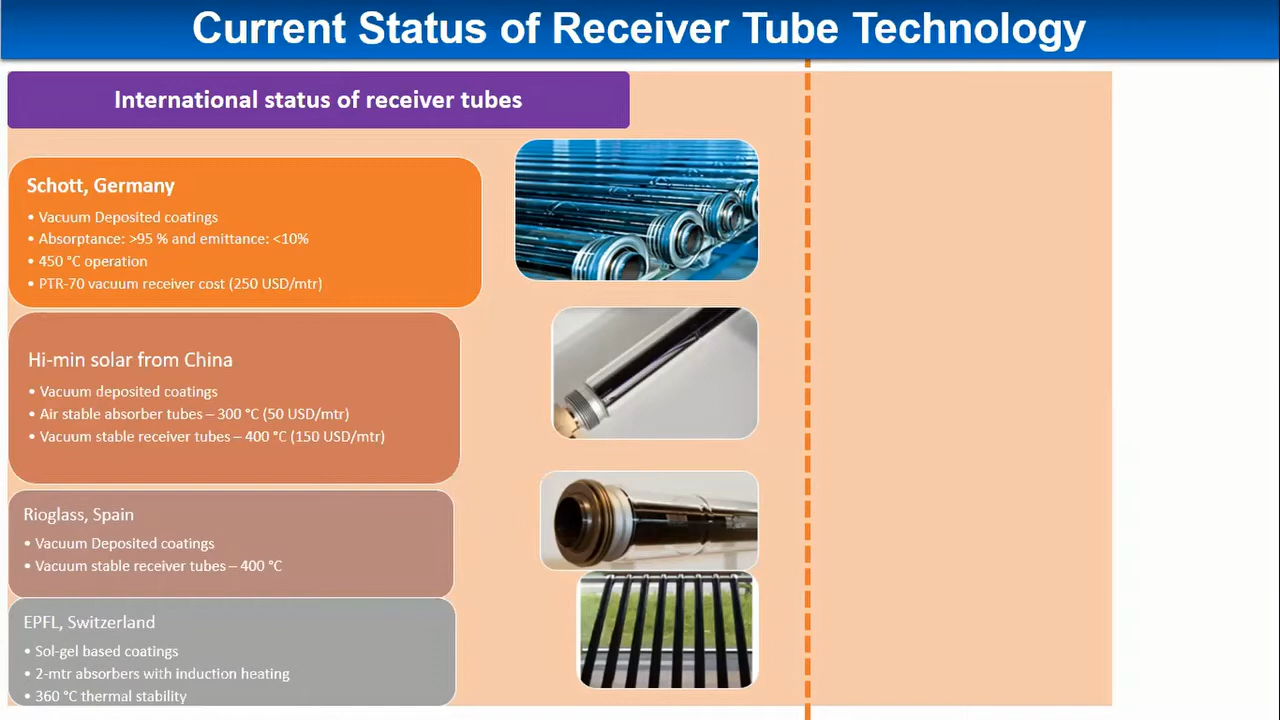 Current Status of Receiver Tube Technology
International status of receiver tubes
Schott, Germany
• Vacuum Deposited coatings
• Absorptance: >95 % and emittance: <10%
• 450 °C operation
• PTR-70 vacuum receiver cost (250 USD/mtr)
Hi-min solar from China
• Vacuum deposited coatings
• Air stable absorber tubes – 300 °C (50 USD/mtr)
• Vacuum stable receiver tubes – 400 °C (150 USD/mtr)
Rioglass, Spain
• Vacuum Deposited coatings
• Vacuum stable receiver tubes – 400 °C
EPFL, Switzerland
• Sol-gel based coatings
• 2-mtr absorbers with induction heating
• 360 °C thermal stability